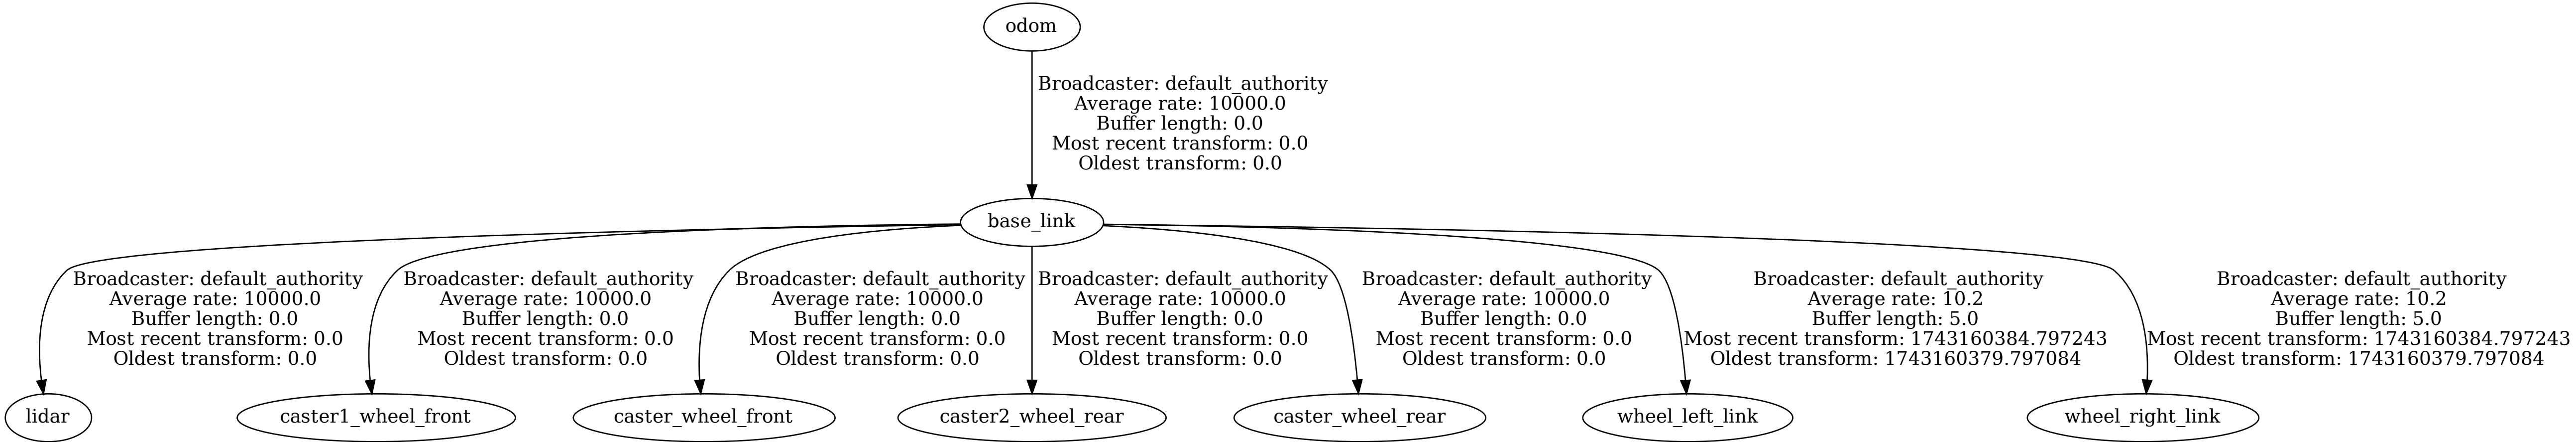 odom
Broadcaster: default_authority
Average rate: 10000.0
Buffer length: 0.0
Most recent transform: 0.0
Oldest transform: 0.0
base_link
Broadcaster: default_authority
Average rate: 10000.0
Buffer length: 0.0
Most recent transform: 0.0
Oldest transform: 0.0
Broadcaster: default_authority
Average rate: 10000.0
Buffer length: 0.0
Most recent transform: 0.0
Oldest transform: 0.0
Broadcaster: default_authority
Average rate: 10000.0
Buffer length: 0.0
Most recent transform: 0.0
Oldest transform: 0.0
Broadcaster: default_authority
Average rate: 10000.0
Buffer length: 0.0
Most recent transform: 0.0
Oldest transform: 0.0
Broadcaster: default_authority
Average rate: 10000.0
Buffer length: 0.0
Most recent transform: 0.0
Oldest transform: 0.0
Broadcaster: default_authority
Average rate: 10.2
Buffer length: 5.0
Most recent transform: 1743160384.797243
Oldest transform: 1743160379.797084
Broadcaster: default_authority
Average rate: 10.2
Buffer length: 5.0
Most recent transform: 1743160384.797243
Oldest transform: 1743160379.797084
lidar
caster1_wheel_front
caster_wheel_front
caster2_wheel_rear
caster_wheel_rear
wheel_left_link
wheel_right_link